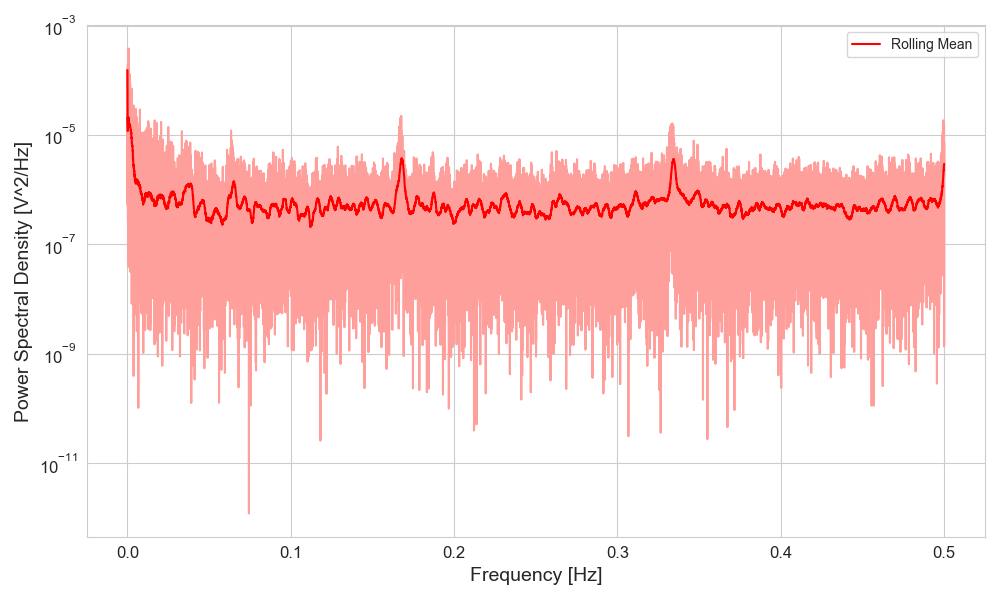 Rolling Mean
Power Spectral Density [V^2/Hz]
10⁻³
10⁻⁵
10⁻⁷
10⁻⁹
10⁻¹¹
0.0 0.1 0.2 0.3 0.4 0.5
Frequency [Hz]